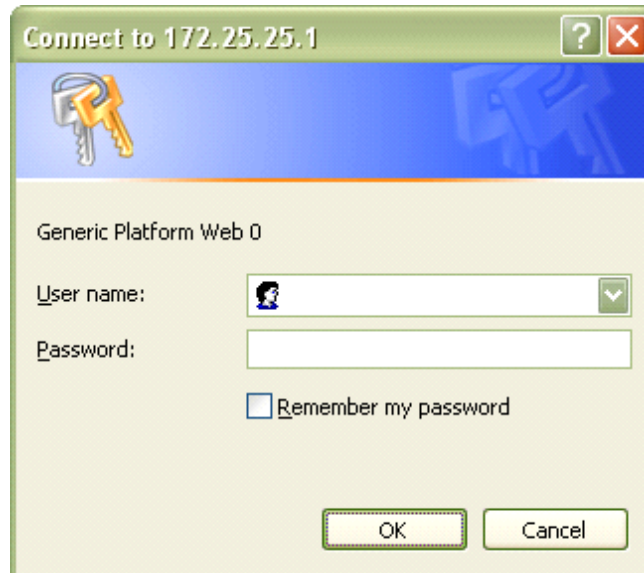 Connect to 172.25.25.1
Generic Platform Web 0
User name:
Password:
Remember my password
OK Cancel